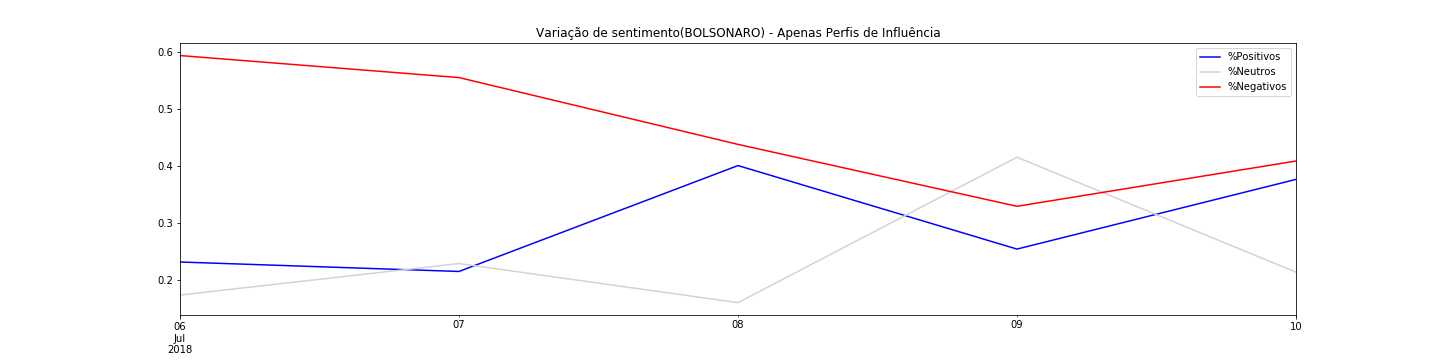 Variação de sentimento(BOLSONARO) - Apenas Perfis de Influência
%Positivos
%Neutros
%Negativos
0.6
0.5
0.4
0.3
0.2
06 07 08 09 10
Jul
2018